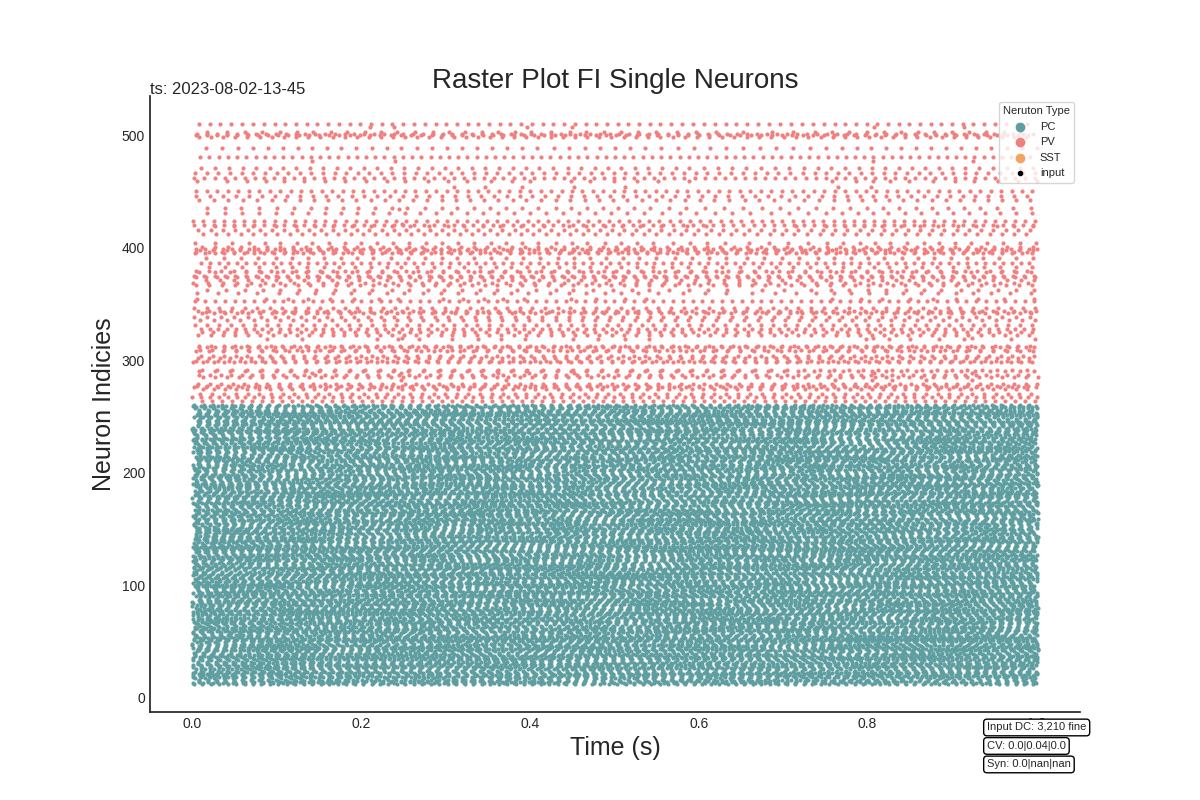 Raster Plot FI Single Neurons
ts: 2023-08-02-13-45
Neruton Type
PC
PV
SST
input
500
400
300
200
100
0
Neuron Indicies
0.0 0.2 0.4 0.6 0.8
Time (s)
Input DC: 3,210 fine
CV: 0.0|0.04|0.0
Syn: 0.0|nan|nan